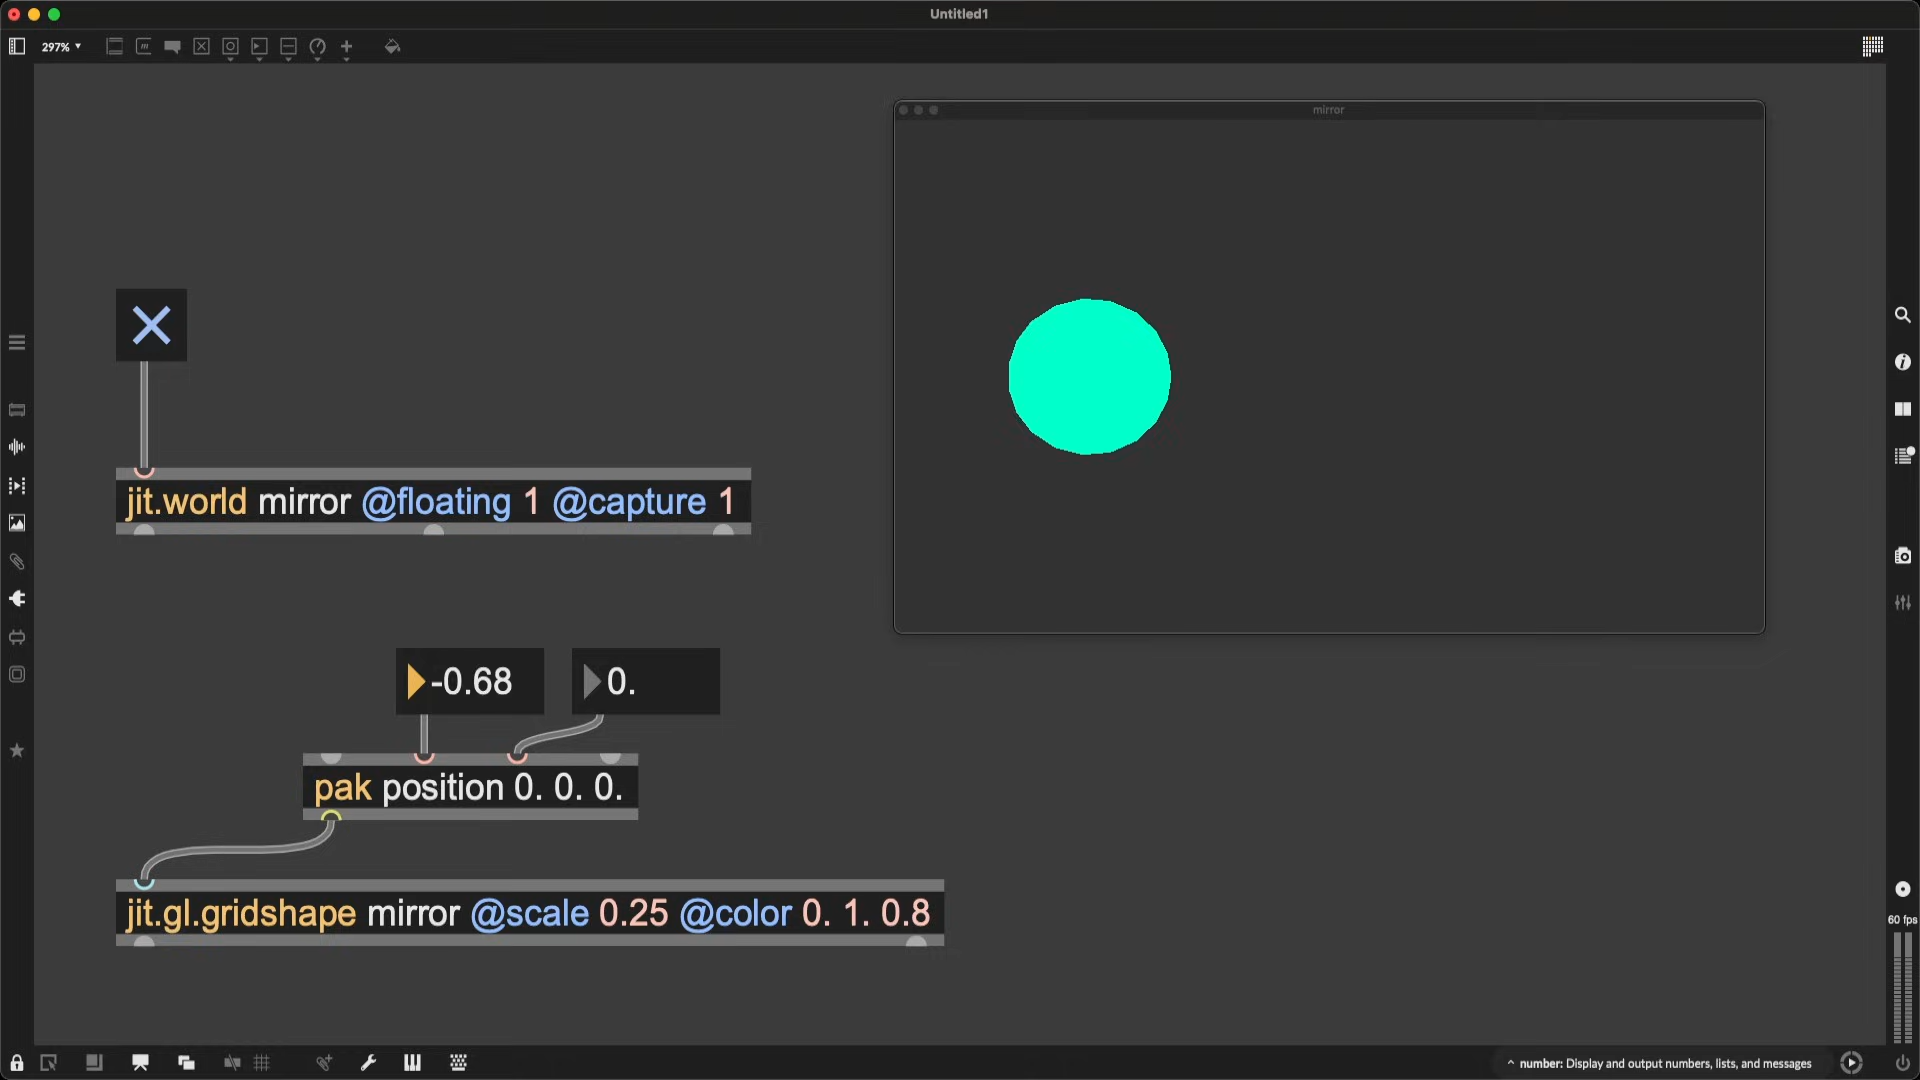 Untitled1
297%
mirror
jit.world mirror @floating 1 @capture 1
-0.68
0.
pak position 0. 0. 0.
jit.gl.gridshape mirror @scale 0.25 @color 0. 1. 0.8
60 fps
number: Display and output numbers, lists, and messages